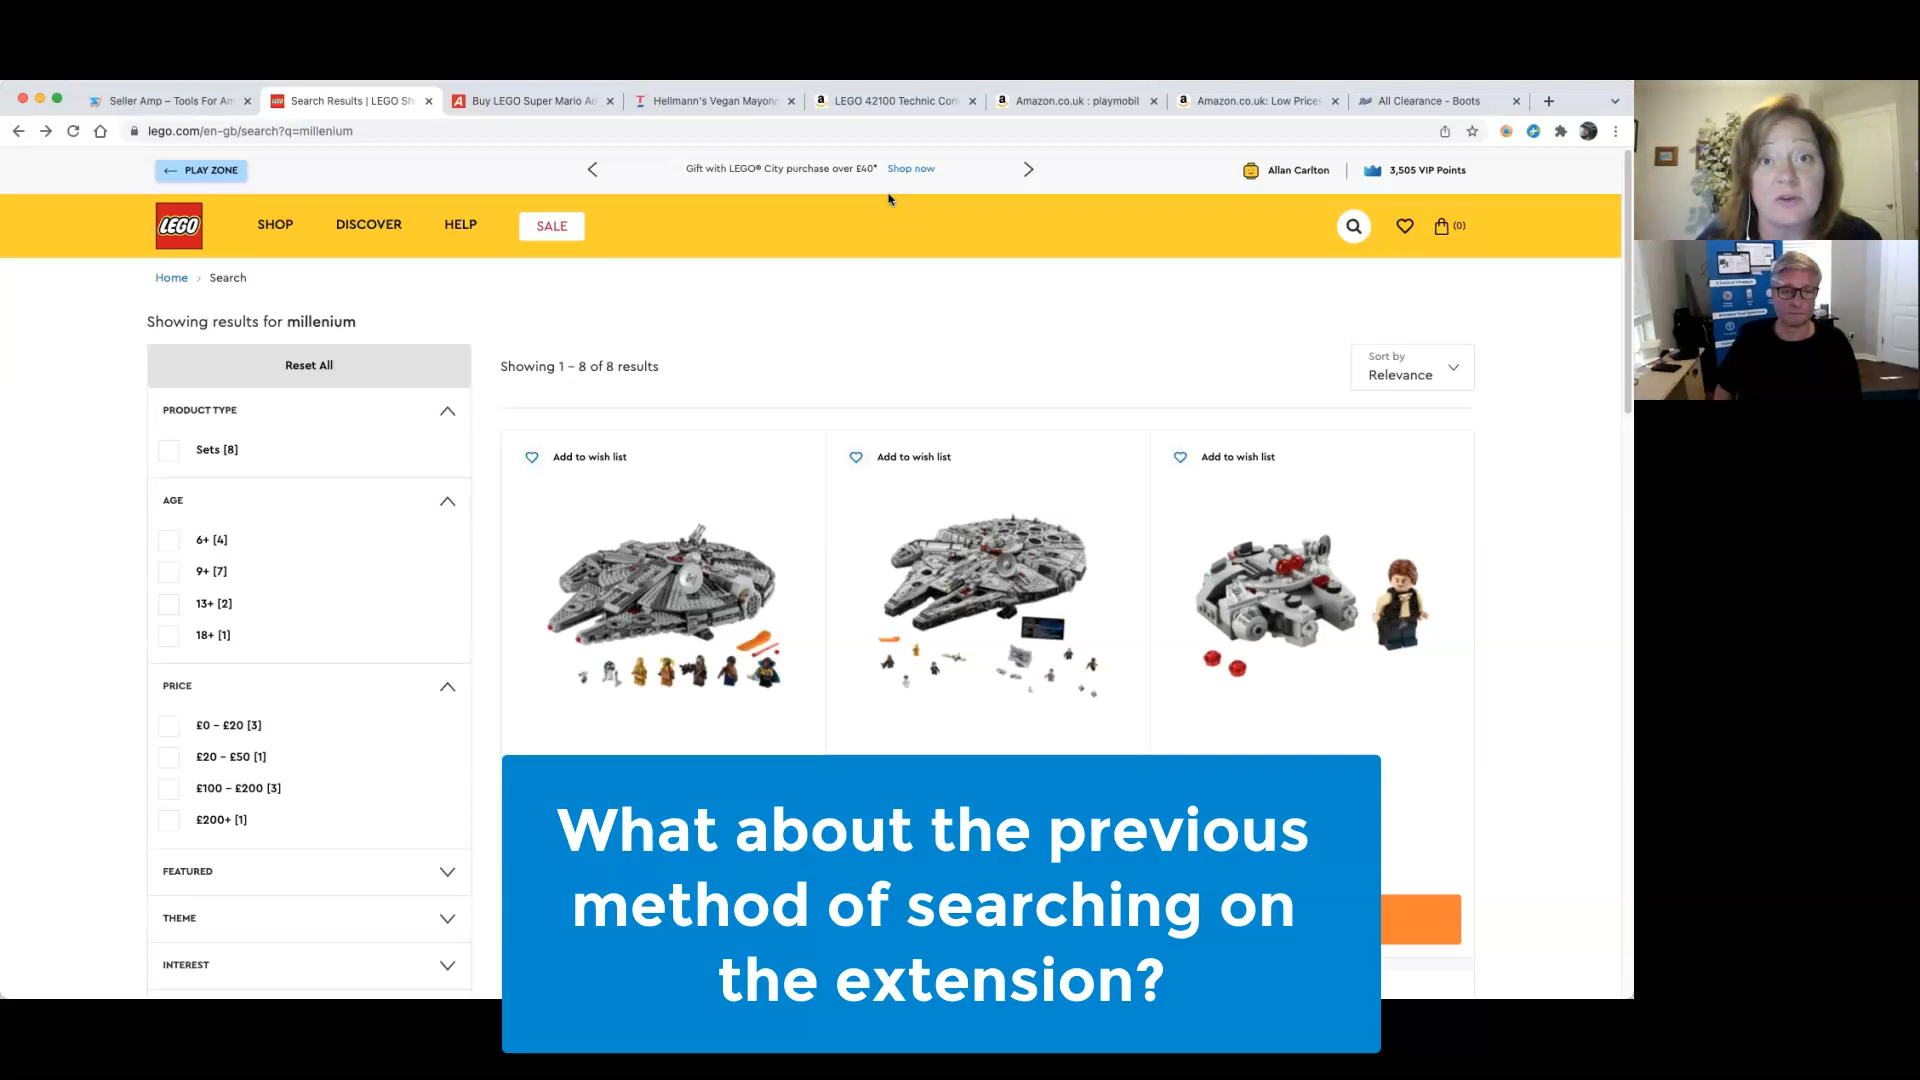 Seller Amp – Tools For Am
Search Results | LEGO Sh
Buy LEGO Super Mario Ad
Hellmann's Vegan Mayonn
LEGO 42100 Technic Con
Amazon.co.uk : playmobil
Amazon.co.uk: Low Prices
All Clearance - Boots
lego.com/en-gb/search?q=millenium
PLAY ZONE
Gift with LEGO® City purchase over £40* Shop now
Allan Carlton
3,505 VIP Points
LEGO
SHOP
DISCOVER
HELP
SALE
(0)
Home > Search
Showing results for millenium
Reset All
Showing 1 – 8 of 8 results
Sort by
Relevance
PRODUCT TYPE
Sets [8]
AGE
6+ [4]
9+ [7]
13+ [2]
18+ [1]
PRICE
£0 – £20 [3]
£20 – £50 [1]
£100 – £200 [3]
£200+ [1]
FEATURED
THEME
INTEREST
Add to wish list
Add to wish list
Add to wish list
What about the previous
method of searching on
the extension?